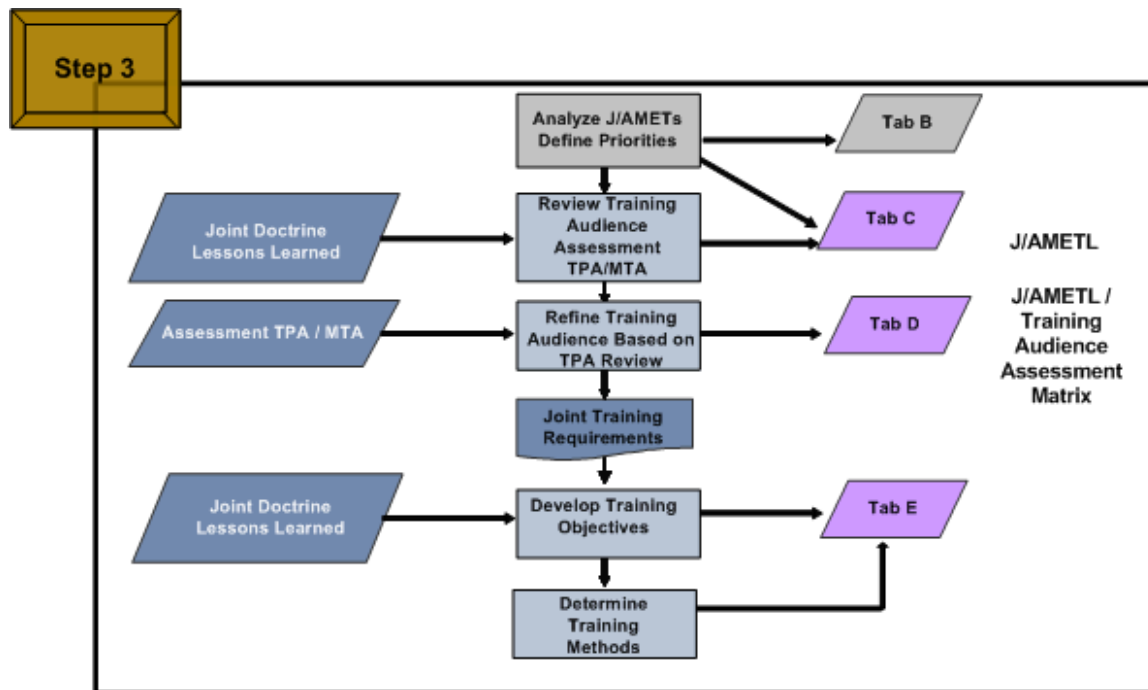 Step 3
Analyze J/AMETs
Define Priorities
Tab B
Review Training
Audience
Assessment
TPA/MTA
Joint Doctrine
Lessons Learned
Tab C
J/AMETL
Assessment TPA / MTA
Refine Training
Audience Based on
TPA Review
Tab D
J/AMETL /
Training
Audience
Assessment
Matrix
Joint Training
Requirements
Joint Doctrine
Lessons Learned
Develop Training
Objectives
Tab E
Determine
Training
Methods